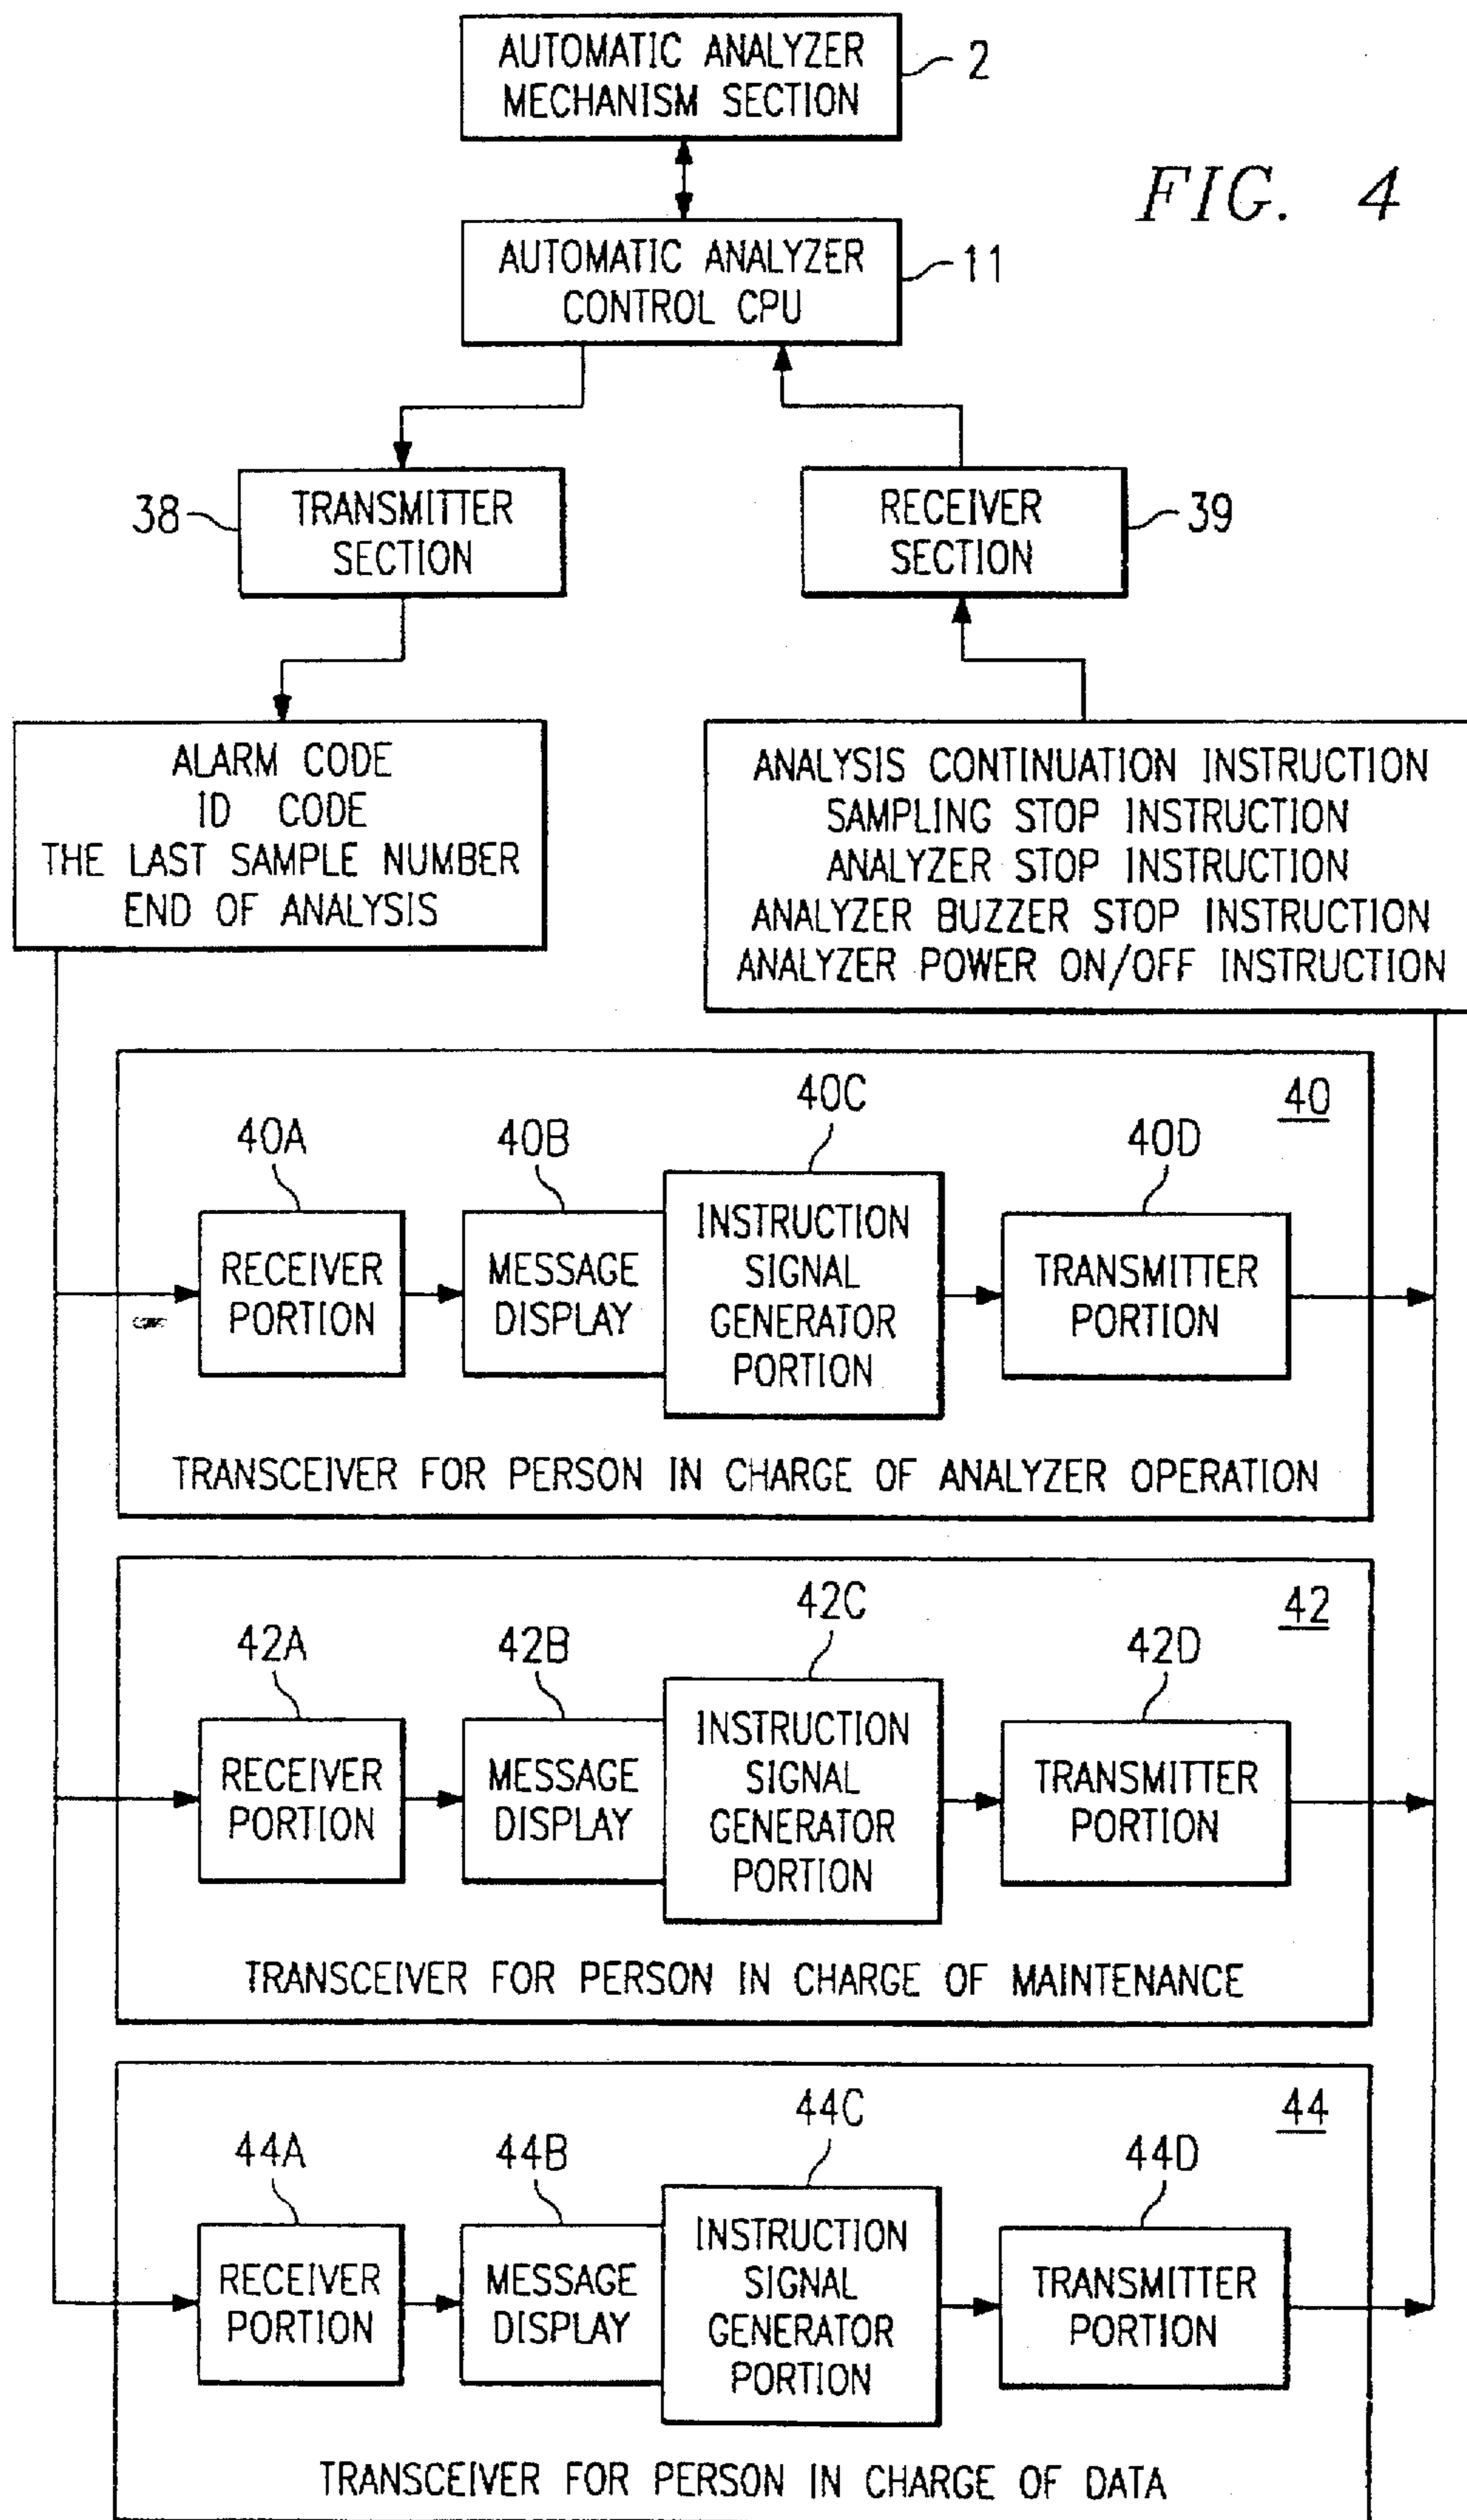 AUTOMATIC ANALYZER
MECHANISM SECTION
2
FIG. 4
AUTOMATIC ANALYZER
CONTROL CPU
11
38
TRANSMITTER
SECTION
RECEIVER
SECTION
39
ALARM CODE
ID CODE
THE LAST SAMPLE NUMBER
END OF ANALYSIS
ANALYSIS CONTINUATION INSTRUCTION
SAMPLING STOP INSTRUCTION
ANALYZER STOP INSTRUCTION
ANALYZER BUZZER STOP INSTRUCTION
ANALYZER POWER ON/OFF INSTRUCTION
40
40A
40B
40C
40D
RECEIVER
PORTION
MESSAGE
DISPLAY
INSTRUCTION
SIGNAL
GENERATOR
PORTION
TRANSMITTER
PORTION
TRANSCEIVER FOR PERSON IN CHARGE OF ANALYZER OPERATION
42
42A
42B
42C
42D
RECEIVER
PORTION
MESSAGE
DISPLAY
INSTRUCTION
SIGNAL
GENERATOR
PORTION
TRANSMITTER
PORTION
TRANSCEIVER FOR PERSON IN CHARGE OF MAINTENANCE
44
44A
44B
44C
44D
RECEIVER
PORTION
MESSAGE
DISPLAY
INSTRUCTION
SIGNAL
GENERATOR
PORTION
TRANSMITTER
PORTION
TRANSCEIVER FOR PERSON IN CHARGE OF DATA